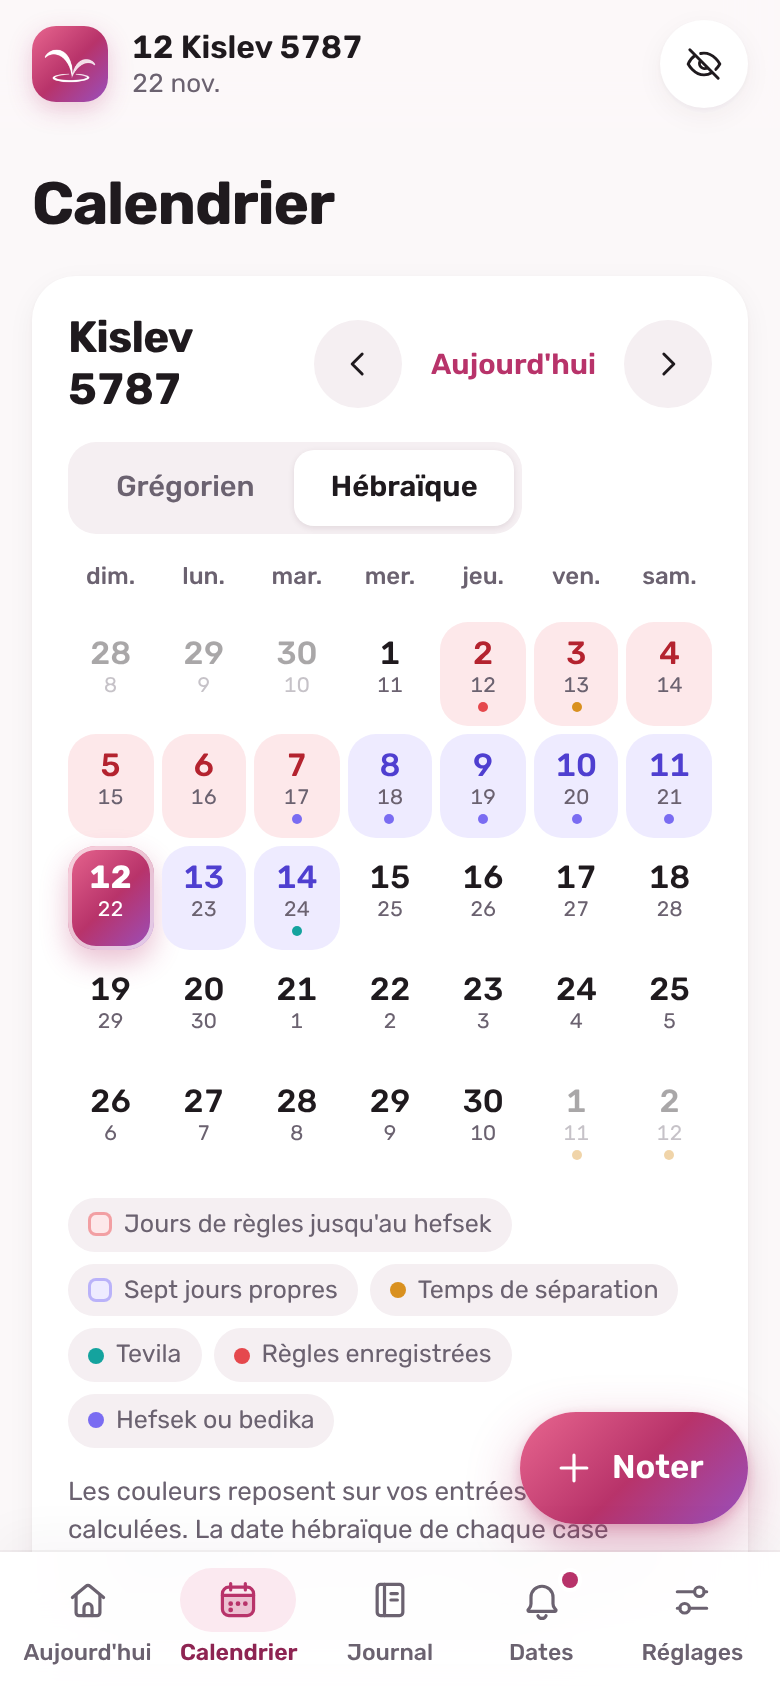 12 Kislev 5787
22 nov.
Calendrier
Kislev
5787
Aujourd'hui
Grégorien Hébraïque
dim. lun. mar. mer. jeu. ven. sam.
28 29 30 1 2 3 4
8 9 10 11 12 13 14
5 6 7 8 9 10 11
15 16 17 18 19 20 21
12 13 14 15 16 17 18
22 23 24 25 26 27 28
19 20 21 22 23 24 25
29 30 1 2 3 4 5
26 27 28 29 30 1 2
6 7 8 9 10 11 12
Jours de règles jusqu'au hefsek
Sept jours propres Temps de séparation
Tevila Règles enregistrées
Hefsek ou bedika
Noter
Les couleurs reposent sur vos entrées
calculées. La date hébraïque de chaque case
Aujourd'hui Calendrier Journal Dates Réglages